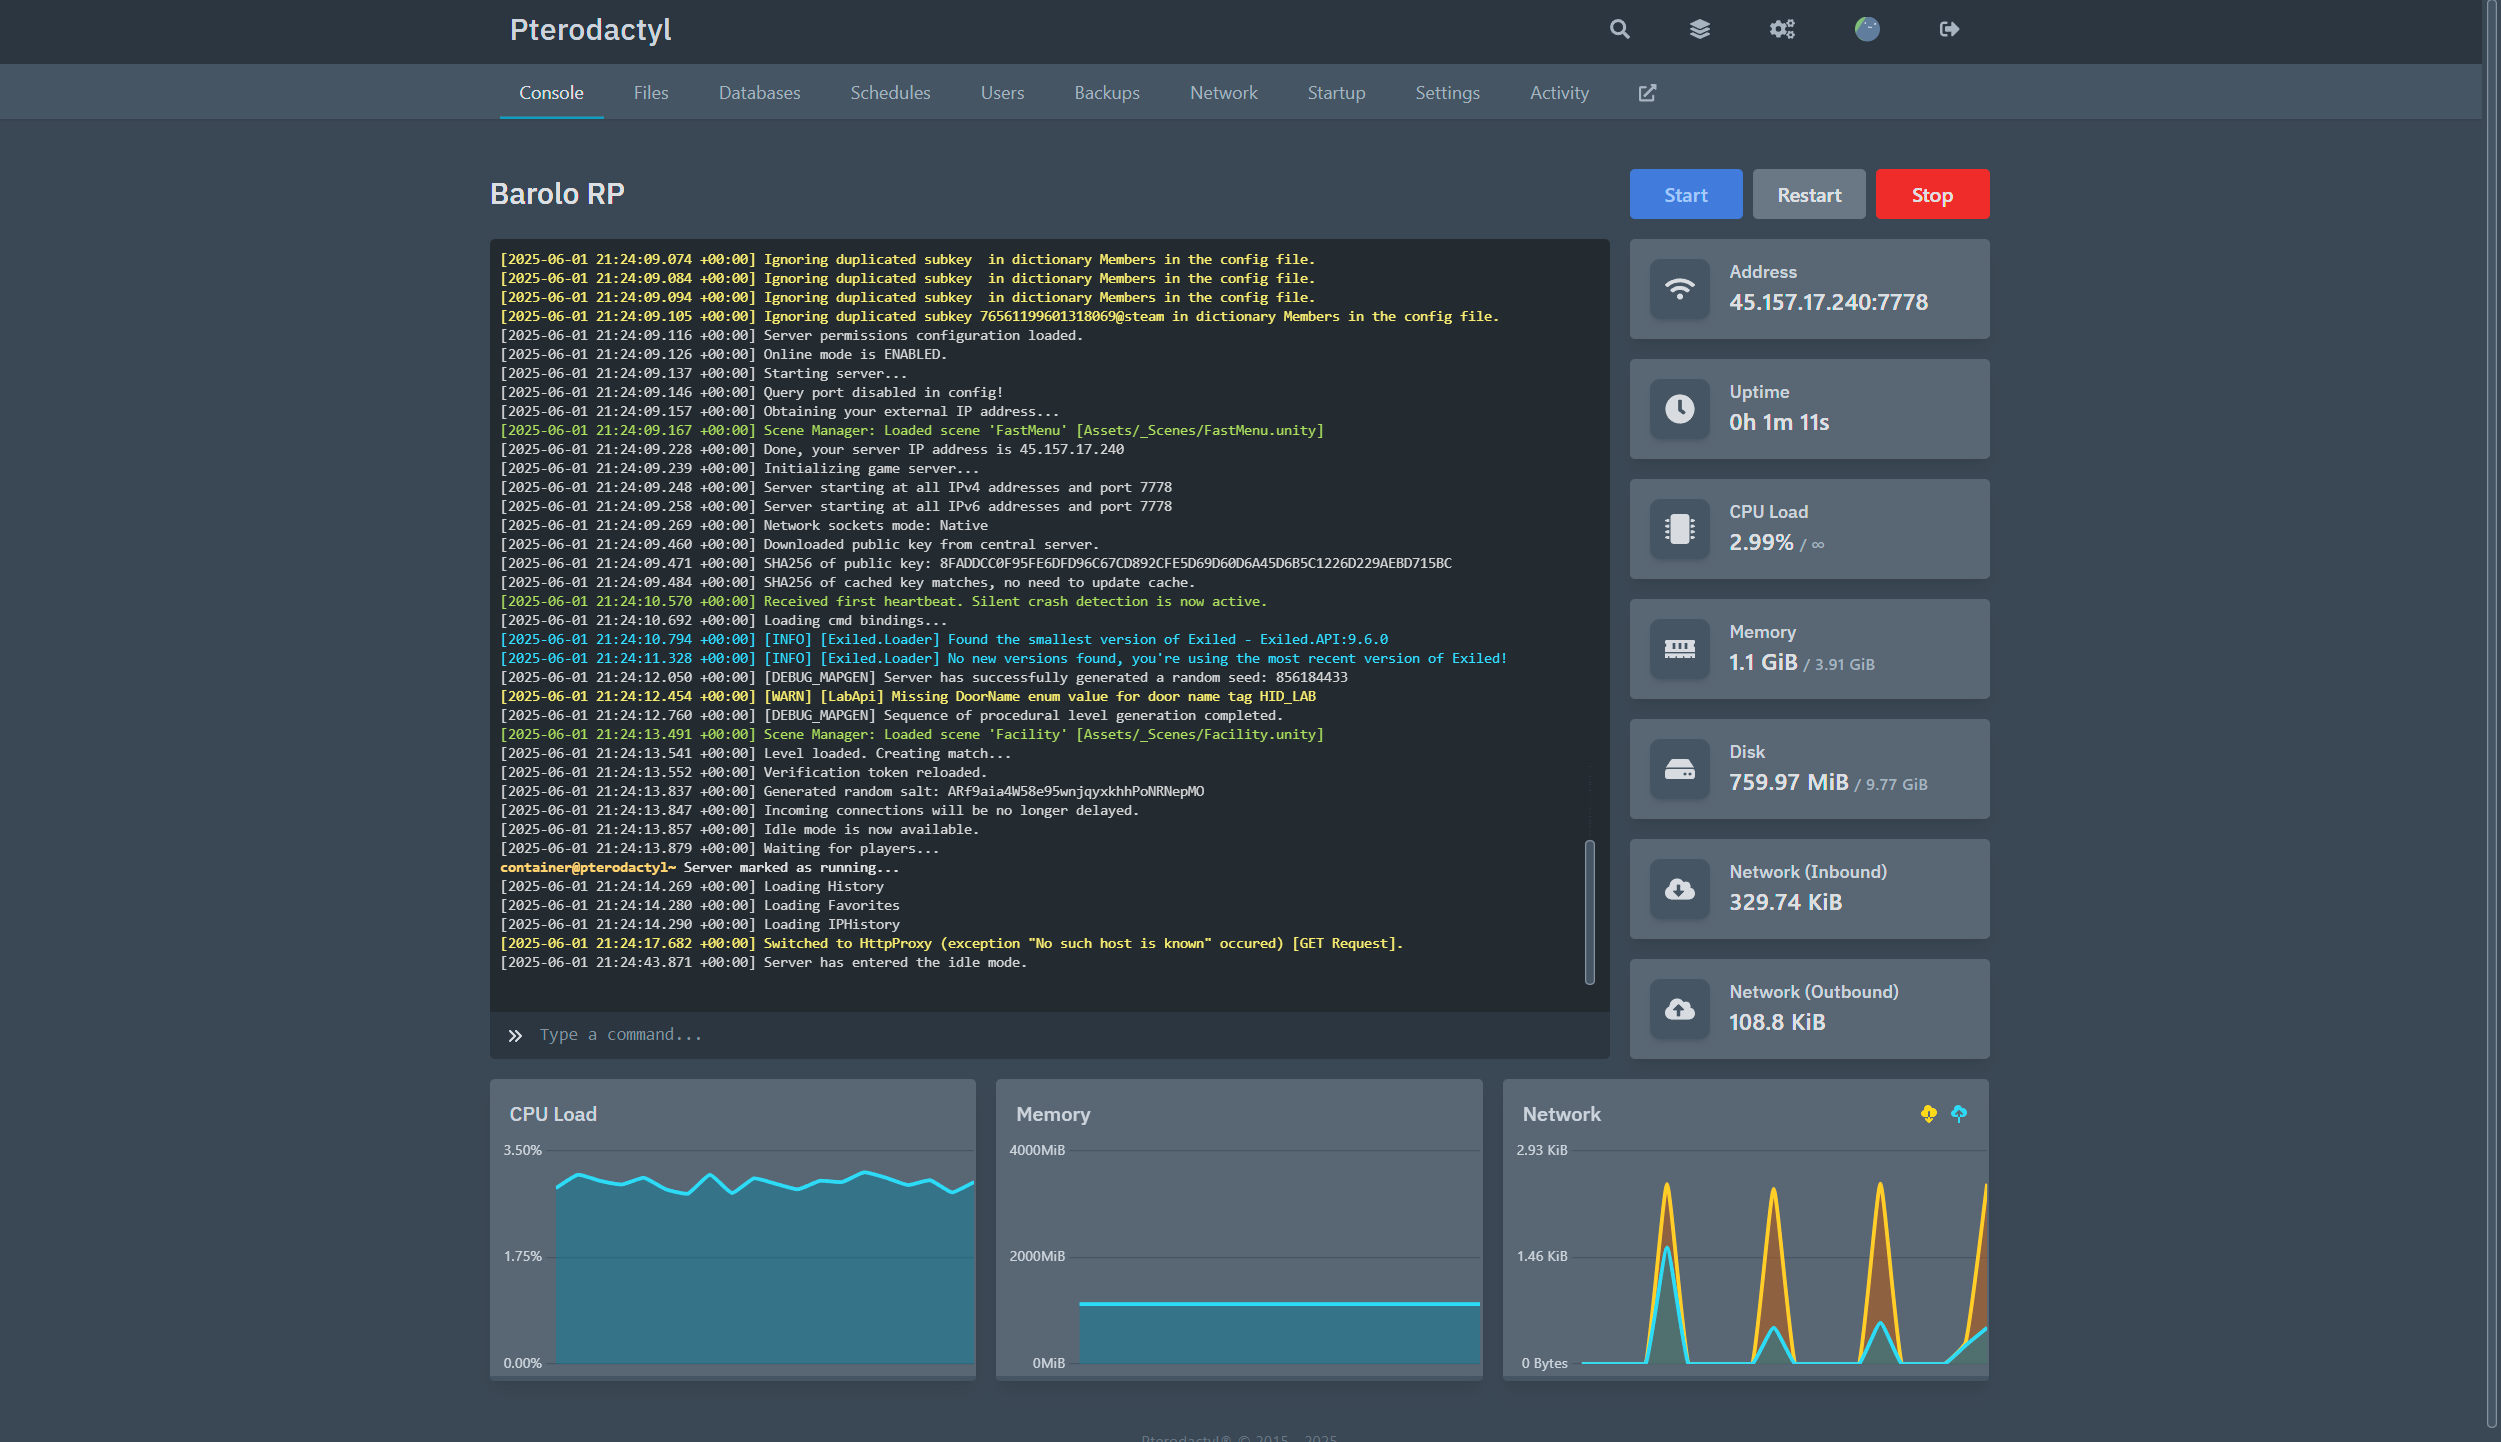 Pterodactyl
Console Files Databases Schedules Users Backups Network Startup Settings Activity
Barolo RP
Start Restart Stop
[2025-06-01 21:24:09.074 +00:00] Ignoring duplicated subkey  in dictionary Members in the config file.
[2025-06-01 21:24:09.084 +00:00] Ignoring duplicated subkey  in dictionary Members in the config file.
[2025-06-01 21:24:09.094 +00:00] Ignoring duplicated subkey  in dictionary Members in the config file.
[2025-06-01 21:24:09.105 +00:00] Ignoring duplicated subkey 76561199601318069@steam in dictionary Members in the config file.
[2025-06-01 21:24:09.116 +00:00] Server permissions configuration loaded.
[2025-06-01 21:24:09.126 +00:00] Online mode is ENABLED.
[2025-06-01 21:24:09.137 +00:00] Starting server...
[2025-06-01 21:24:09.146 +00:00] Query port disabled in config!
[2025-06-01 21:24:09.157 +00:00] Obtaining your external IP address...
[2025-06-01 21:24:09.167 +00:00] Scene Manager: Loaded scene 'FastMenu' [Assets/_Scenes/FastMenu.unity]
[2025-06-01 21:24:09.228 +00:00] Done, your server IP address is 45.157.17.240
[2025-06-01 21:24:09.239 +00:00] Initializing game server...
[2025-06-01 21:24:09.248 +00:00] Server starting at all IPv4 addresses and port 7778
[2025-06-01 21:24:09.258 +00:00] Server starting at all IPv6 addresses and port 7778
[2025-06-01 21:24:09.269 +00:00] Network sockets mode: Native
[2025-06-01 21:24:09.460 +00:00] Downloaded public key from central server.
[2025-06-01 21:24:09.471 +00:00] SHA256 of public key: 8FADDCC0F95FE6DFD96C67CD892CFE5D69D60D6A45D6B5C1226D229AEBD715BC
[2025-06-01 21:24:09.484 +00:00] SHA256 of cached key matches, no need to update cache.
[2025-06-01 21:24:10.570 +00:00] Received first heartbeat. Silent crash detection is now active.
[2025-06-01 21:24:10.692 +00:00] Loading cmd bindings...
[2025-06-01 21:24:10.794 +00:00] [INFO] [Exiled.Loader] Found the smallest version of Exiled - Exiled.API:9.6.0
[2025-06-01 21:24:11.328 +00:00] [INFO] [Exiled.Loader] No new versions found, you're using the most recent version of Exiled!
[2025-06-01 21:24:12.050 +00:00] [DEBUG_MAPGEN] Server has successfully generated a random seed: 856184433
[2025-06-01 21:24:12.454 +00:00] [WARN] [LabApi] Missing DoorName enum value for door name tag HID_LAB
[2025-06-01 21:24:12.760 +00:00] [DEBUG_MAPGEN] Sequence of procedural level generation completed.
[2025-06-01 21:24:13.491 +00:00] Scene Manager: Loaded scene 'Facility' [Assets/_Scenes/Facility.unity]
[2025-06-01 21:24:13.541 +00:00] Level loaded. Creating match...
[2025-06-01 21:24:13.552 +00:00] Verification token reloaded.
[2025-06-01 21:24:13.837 +00:00] Generated random salt: ARf9aia4W58e95wnjqyxkhhPoNRNepMO
[2025-06-01 21:24:13.847 +00:00] Incoming connections will be no longer delayed.
[2025-06-01 21:24:13.857 +00:00] Idle mode is now available.
[2025-06-01 21:24:13.879 +00:00] Waiting for players...
container@pterodactyl~ Server marked as running...
[2025-06-01 21:24:14.269 +00:00] Loading History
[2025-06-01 21:24:14.280 +00:00] Loading Favorites
[2025-06-01 21:24:14.290 +00:00] Loading IPHistory
[2025-06-01 21:24:17.682 +00:00] Switched to HttpProxy (exception "No such host is known" occured) [GET Request].
[2025-06-01 21:24:43.871 +00:00] Server has entered the idle mode.
Type a command...
Address
45.157.17.240:7778
Uptime
0h 1m 11s
CPU Load
2.99% / ∞
Memory
1.1 GiB / 3.91 GiB
Disk
759.97 MiB / 9.77 GiB
Network (Inbound)
329.74 KiB
Network (Outbound)
108.8 KiB
CPU Load
3.50%
1.75%
0.00%
Memory
4000MiB
2000MiB
0MiB
Network
2.93 KiB
1.46 KiB
0 Bytes
Pterodactyl® © 2015 - 2025